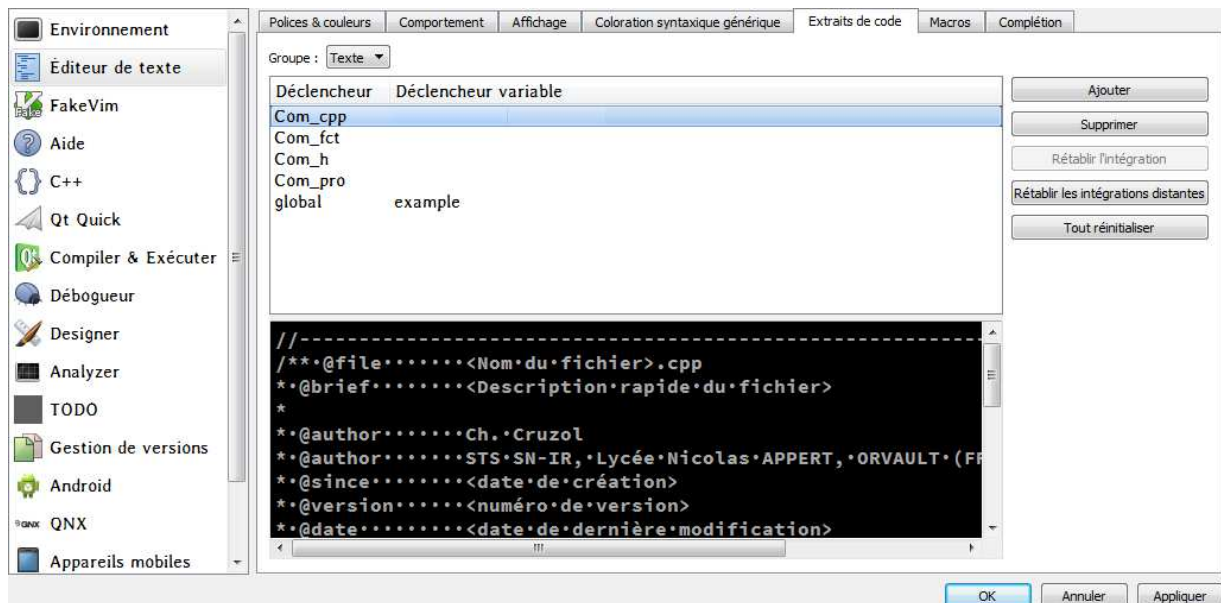 Environnement
Éditeur de texte
FakeVim
Aide
C++
Qt Quick
Compiler & Exécuter
Débogueur
Designer
Analyzer
TODO
Gestion de versions
Android
QNX
Appareils mobiles
Polices & couleurs Comportement Affichage Coloration syntaxique générique Extraits de code Macros Complétion
Groupe : Texte
Déclencheur Déclencheur variable
Com_cpp
Com_fct
Com_h
Com_pro
global example
Ajouter
Supprimer
Rétablir l'intégration
Rétablir les intégrations distantes
Tout réinitialiser
//------------------------------------------------------
/**·@file·······<Nom·du·fichier>.cpp
*·@brief········<Description·rapide·du·fichier>
*
*·@author·······Ch.·Cruzol
*·@author·······STS·SN-IR,·Lycée·Nicolas·APPERT,·ORVAULT·(FR
*·@since········<date·de·création>
*·@version······<numéro·de·version>
*·@date·········<date·de·dernière·modification>
OK Annuler Appliquer